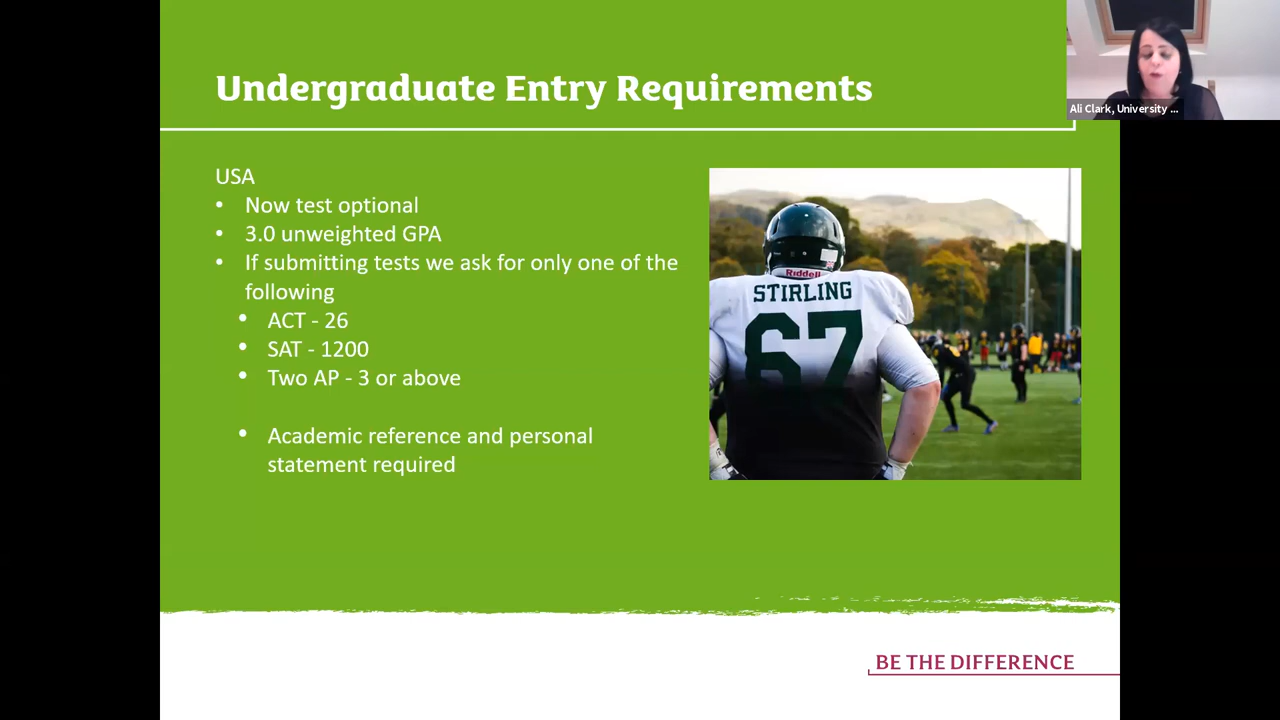 Undergraduate Entry Requirements
Ali Clark, University ...
USA
• Now test optional
• 3.0 unweighted GPA
• If submitting tests we ask for only one of the
following
• ACT - 26
• SAT - 1200
• Two AP - 3 or above
• Academic reference and personal
statement required
Riddell
STIRLING
67
BE THE DIFFERENCE